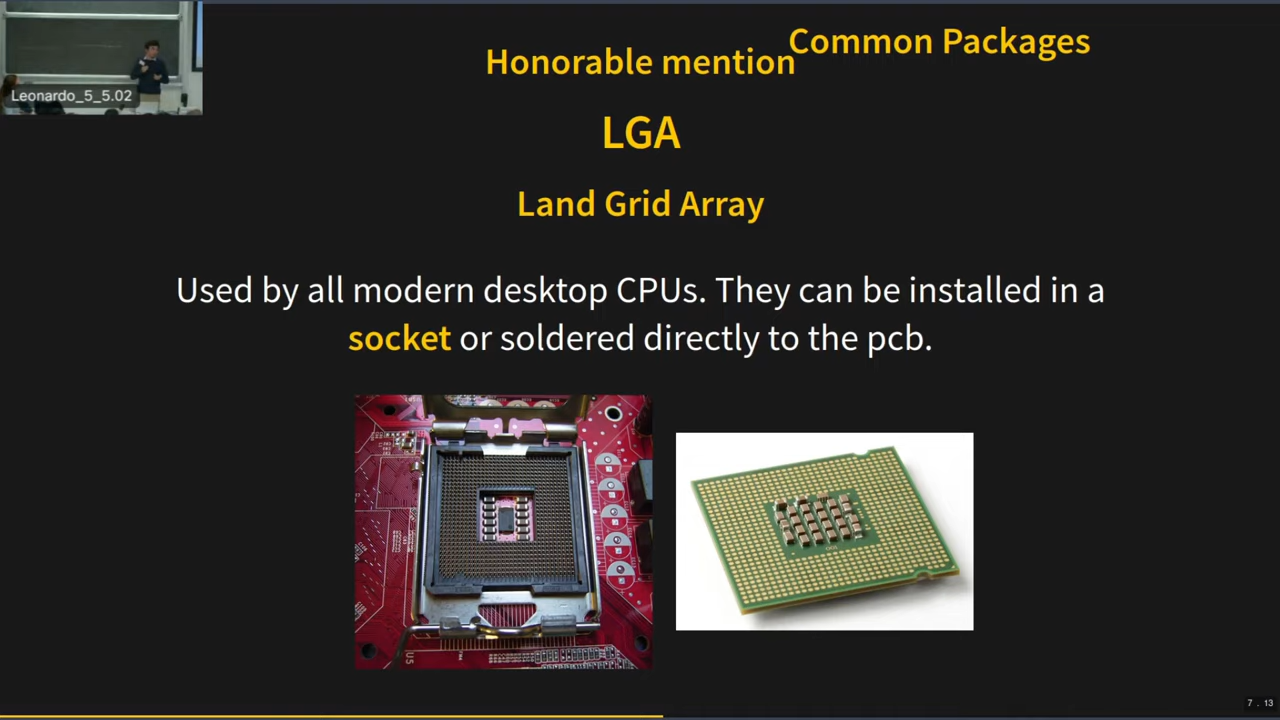 Leonardo_5_5.02
Common Packages
Honorable mention
LGA
Land Grid Array
Used by all modern desktop CPUs. They can be installed in a
socket or soldered directly to the pcb.
7 . 13